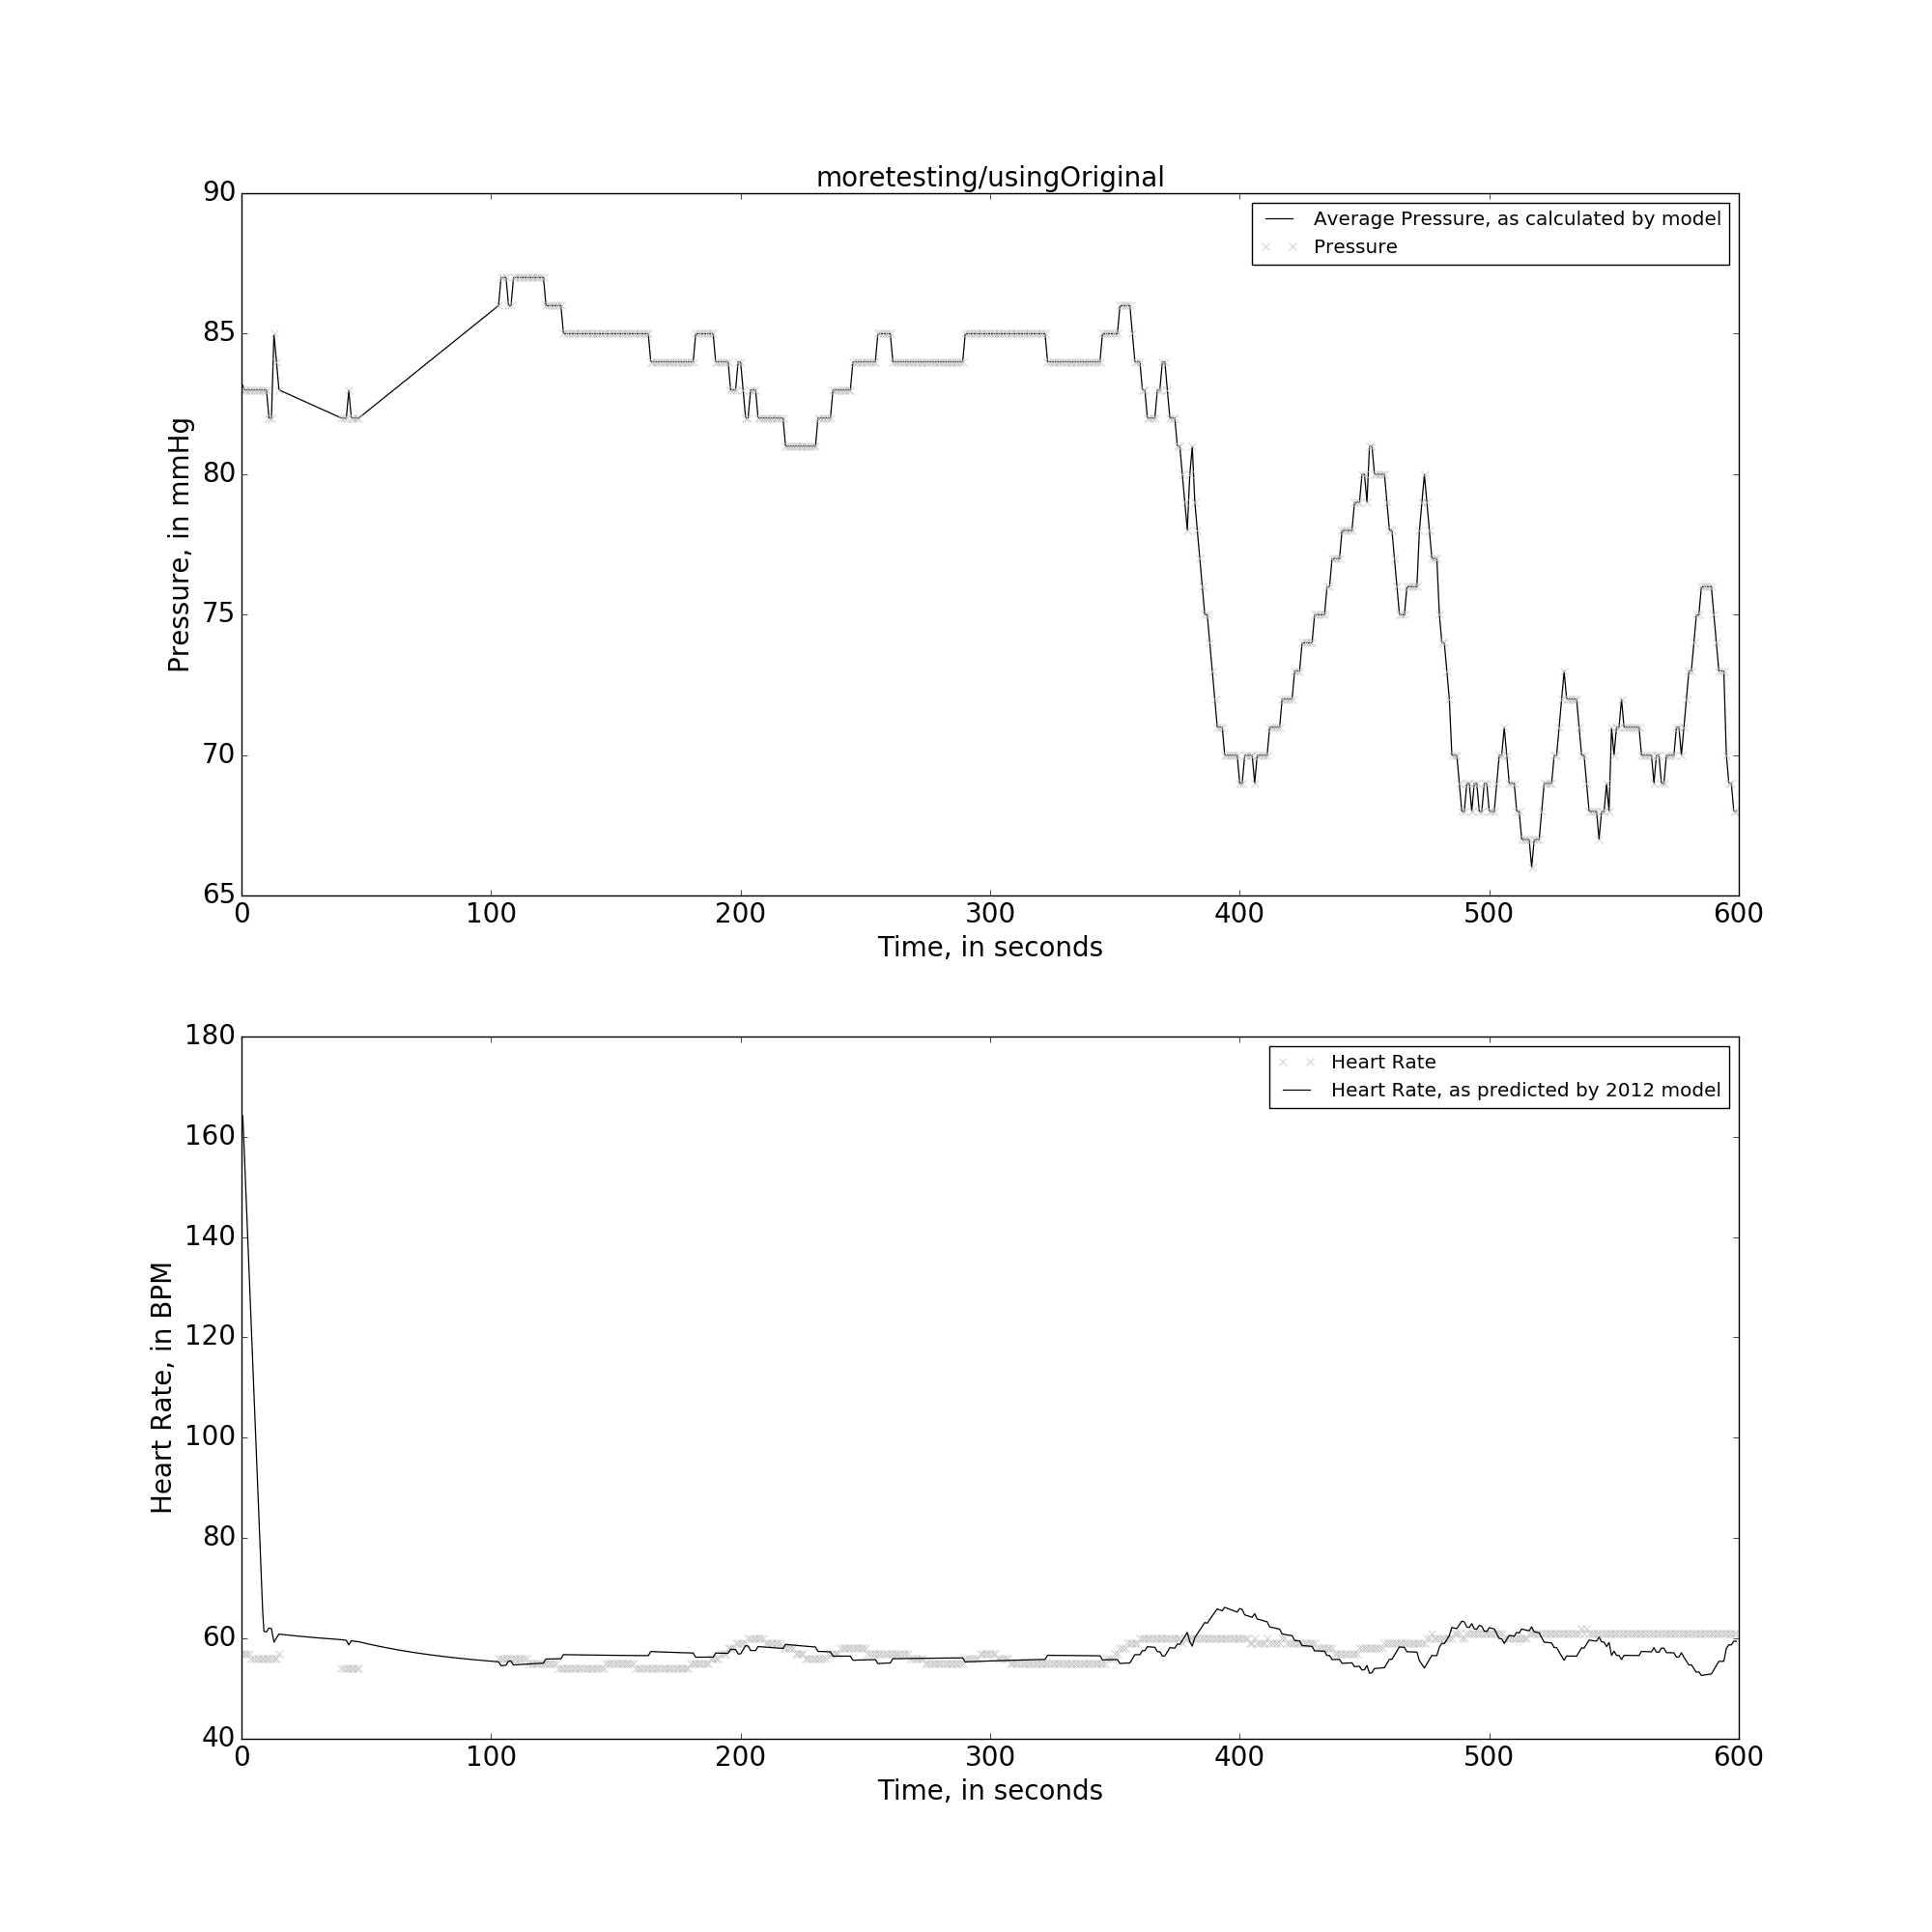 moretesting/usingOriginal
90
85
80
75
70
65
Pressure, in mmHg
Average Pressure, as calculated by model
Pressure
0 100 200 300 400 500 600
Time, in seconds
180
160
140
120
100
80
60
40
Heart Rate, in BPM
Heart Rate
Heart Rate, as predicted by 2012 model
0 100 200 300 400 500 600
Time, in seconds